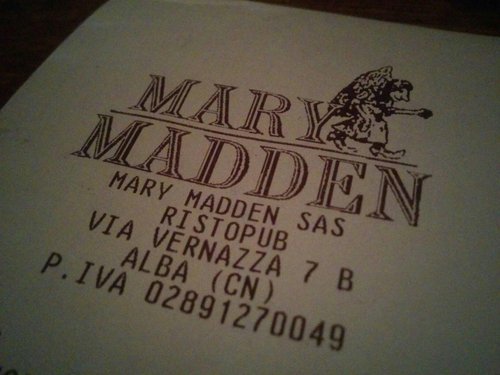 MARY
MADDEN
MARY MADDEN SAS
RISTOPUB
VIA VERNAZZA 7 B
ALBA (CN)
P.IVA 02891270049